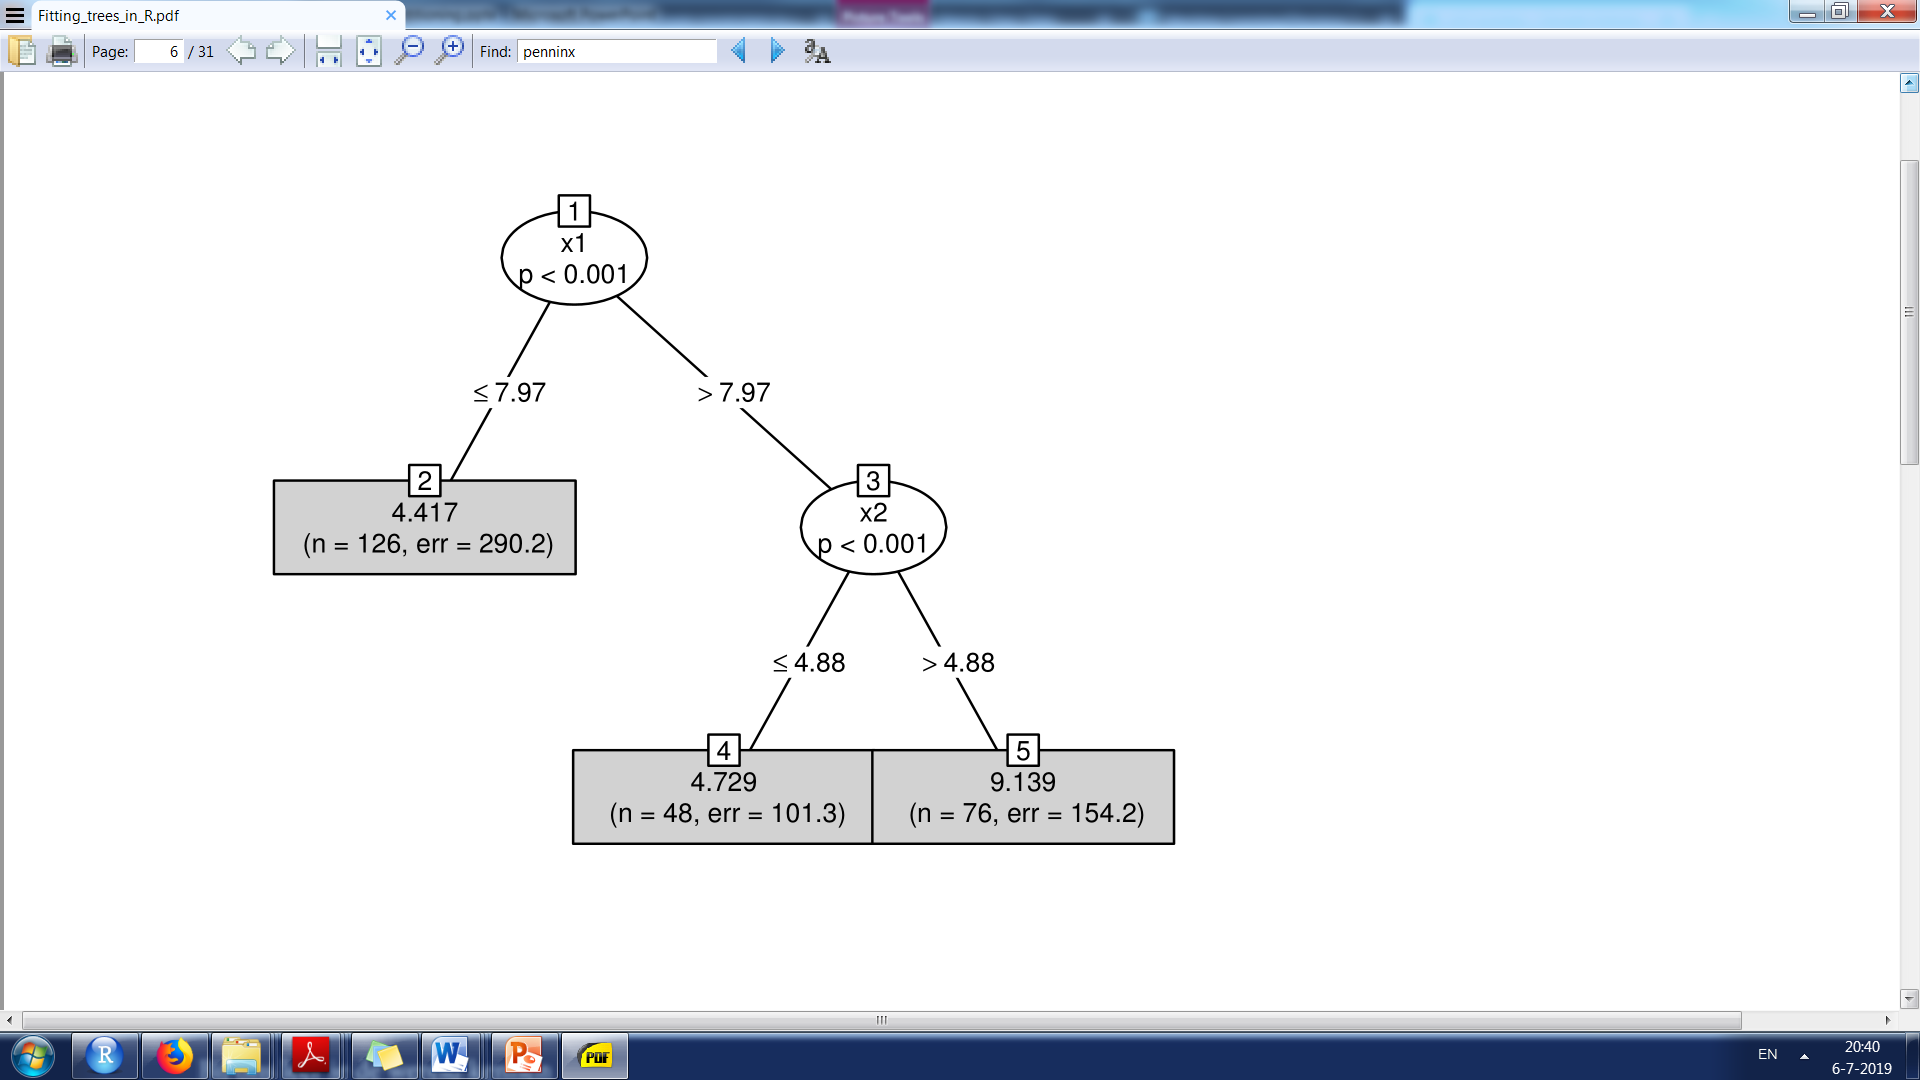 Fitting_trees_in_R.pdf
Page: 6 / 31
Find: penninx
1
x1
p < 0.001
≤ 7.97
> 7.97
2
4.417
(n = 126, err = 290.2)
3
x2
p < 0.001
≤ 4.88
> 4.88
4
4.729
(n = 48, err = 101.3)
5
9.139
(n = 76, err = 154.2)
EN
20:40
6-7-2019